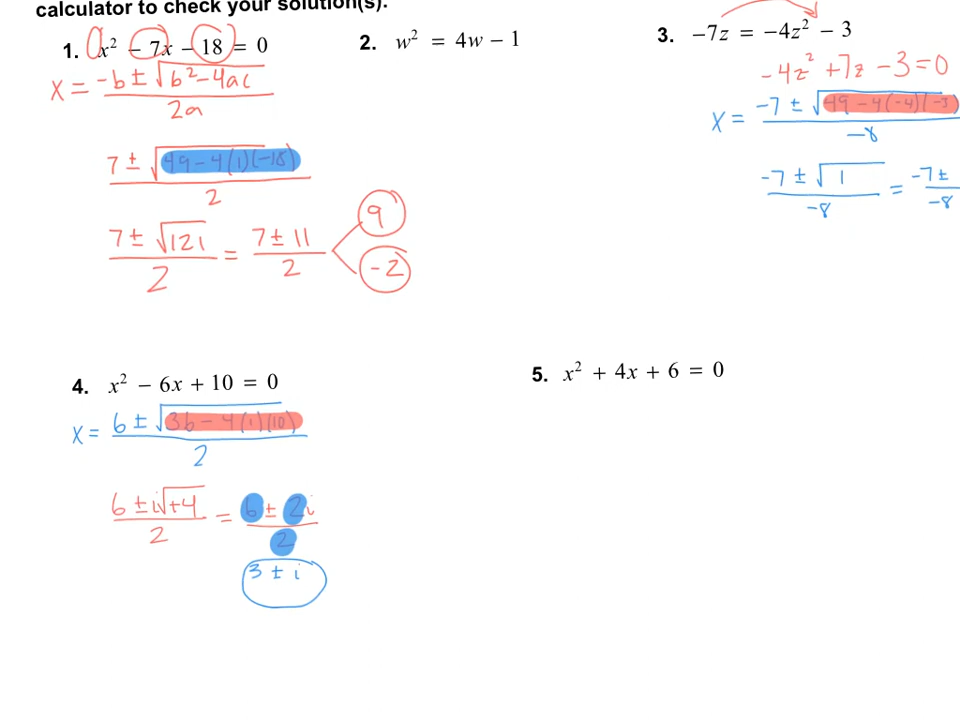 calculator to check your solution(s).
1. x² − 7x − 18 = 0
x = -b ± √b²-4ac / 2a
7 ± √49-4(1)(-18) / 2
7 ± √121 / 2 = 7 ± 11 / 2
9
-2
2. w² = 4w − 1
3. −7z = −4z² − 3
-4z² +7z -3=0
x = -7 ± √49-4(-4)(-3) / -8
-7 ± √1 / -8 = -7 ± / -8
4. x² − 6x + 10 = 0
x = 6 ± √36-4(1)(10) / 2
6 ± i√+4 / 2 = 6 ± 2i / 2
3 ± i
5. x² + 4x + 6 = 0